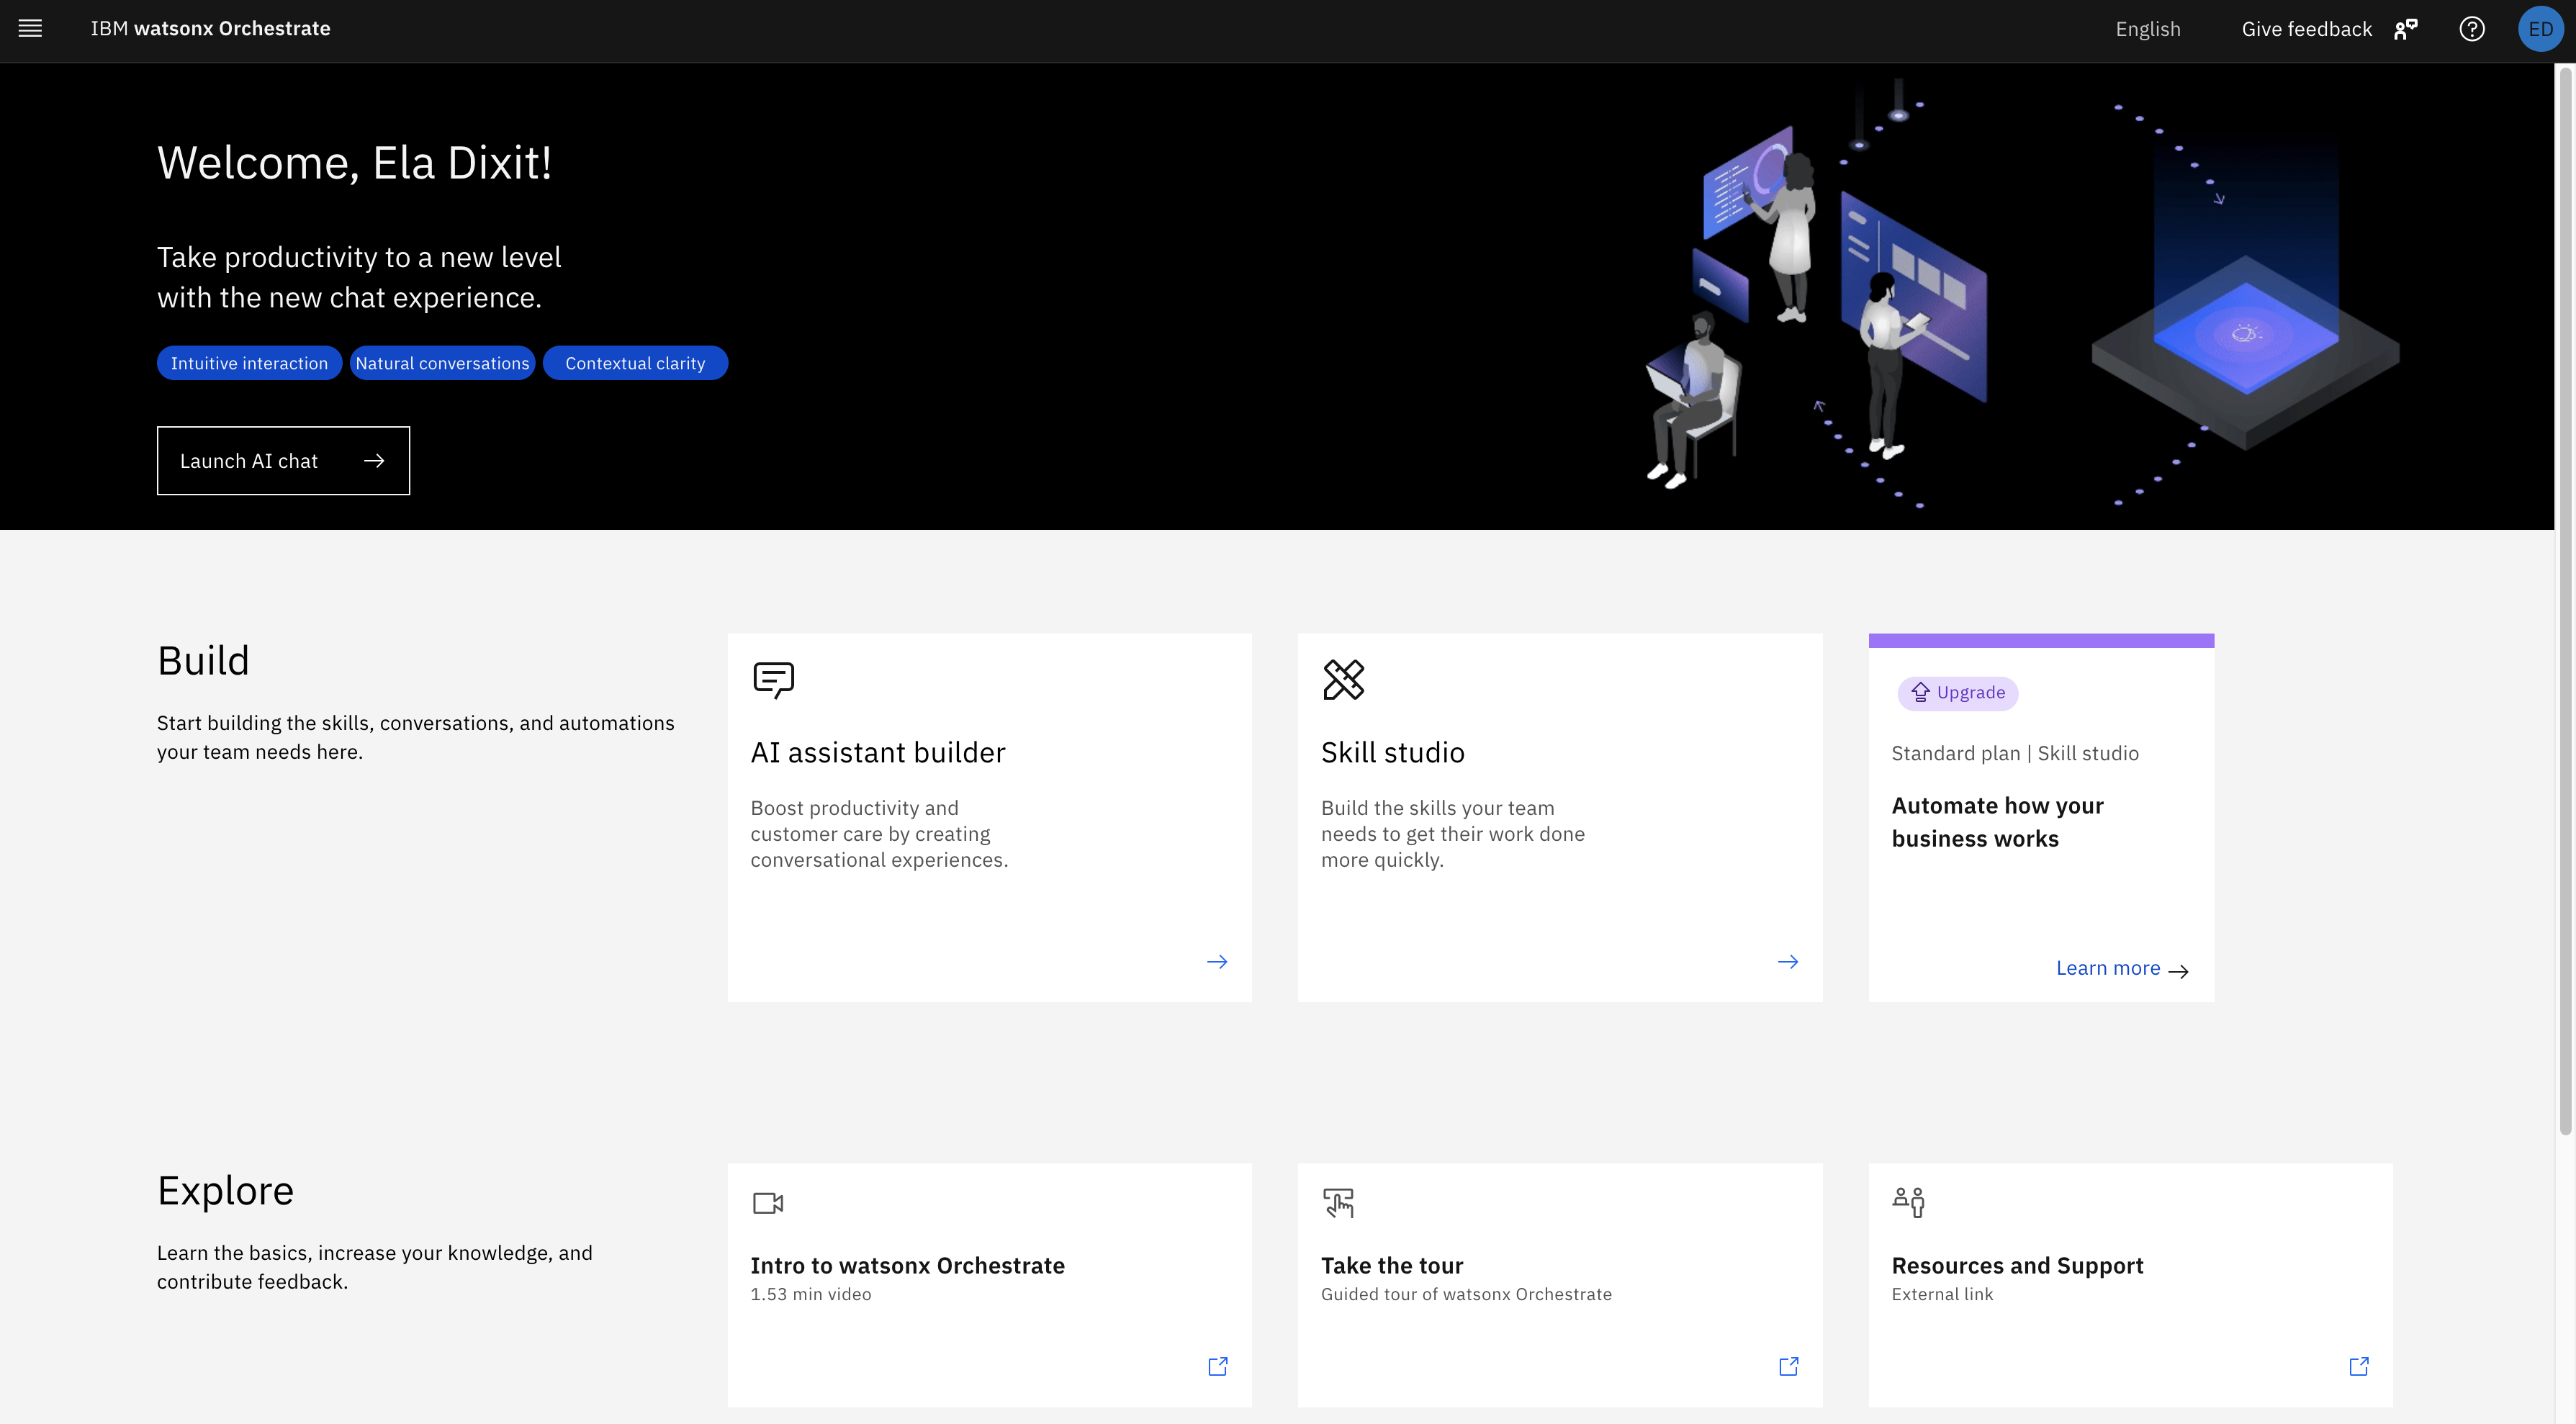 IBM watsonx Orchestrate
English
Give feedback
ED
Welcome, Ela Dixit!
Take productivity to a new level
with the new chat experience.
Intuitive interaction
Natural conversations
Contextual clarity
Launch AI chat
Build
Start building the skills, conversations, and automations
your team needs here.
AI assistant builder
Boost productivity and
customer care by creating
conversational experiences.
Skill studio
Build the skills your team
needs to get their work done
more quickly.
Upgrade
Standard plan | Skill studio
Automate how your
business works
Learn more
Explore
Learn the basics, increase your knowledge, and
contribute feedback.
Intro to watsonx Orchestrate
1.53 min video
Take the tour
Guided tour of watsonx Orchestrate
Resources and Support
External link